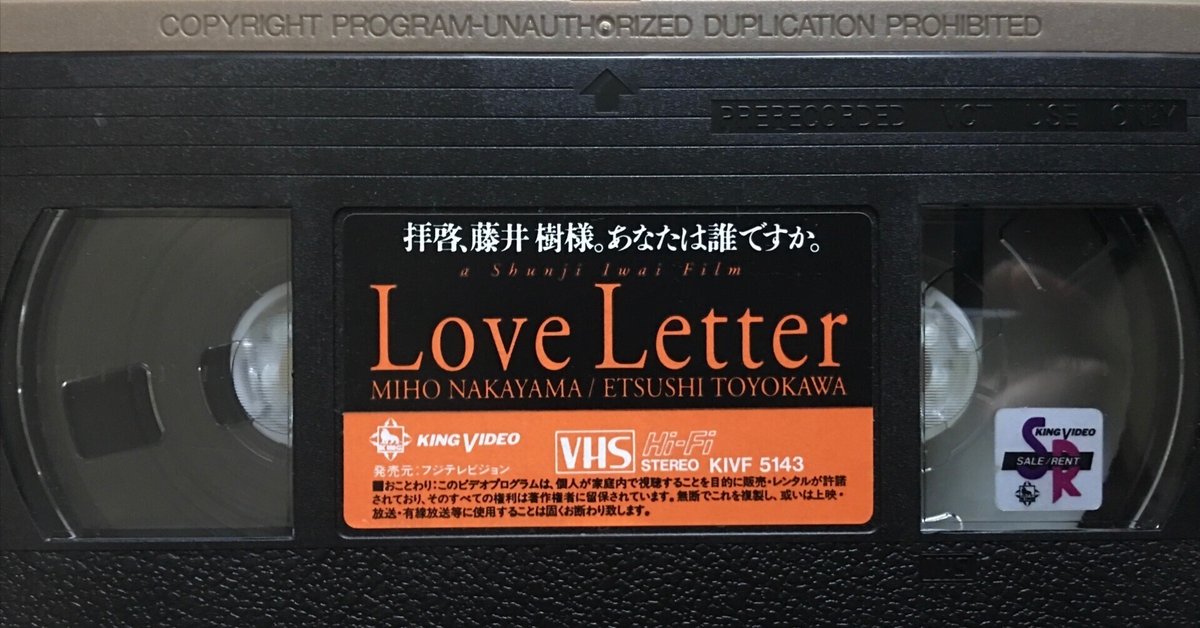 COPYRIGHT PROGRAM-UNAUTHORIZED DUPLICATION PROHIBITED
PRERECORDED NOT USE ONLY
拝啓、藤井樹様。あなたは誰ですか。
a Shunji Iwai Film
Love Letter
MIHO NAKAYAMA / ETSUSHI TOYOKAWA
KING VIDEO
発売元：フジテレビジョン
VHS Hi-Fi
STEREO KIVF 5143
■おことわり：このビデオプログラムは、個人が家庭内で視聴することを目的に販売・レンタルが許諾
されており、そのすべての権利は著作権者に留保されています。無断でこれを複製し、或いは上映・
放送・有線放送等に使用することは固くお断わり致します。
KING VIDEO
SR
SALE/RENT